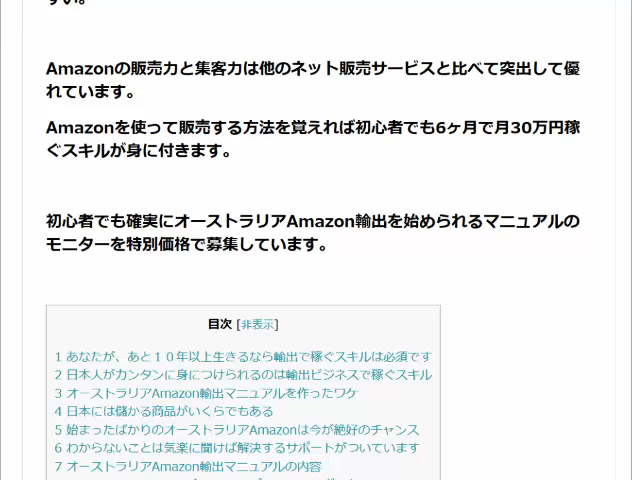 すい。
Amazonの販売力と集客力は他のネット販売サービスと比べて突出して優
れています。
Amazonを使って販売する方法を覚えれば初心者でも6ヶ月で月30万円稼
ぐスキルが身に付きます。
初心者でも確実にオーストラリアAmazon輸出を始められるマニュアルの
モニターを特別価格で募集しています。
目次 [非表示]
1 あなたが、あと１０年以上生きるなら輸出で稼ぐスキルは必須です
2 日本人がカンタンに身につけられるのは輸出ビジネスで稼ぐスキル
3 オーストラリアAmazon輸出マニュアルを作ったワケ
4 日本には儲かる商品がいくらでもある
5 始まったばかりのオーストラリアAmazonは今が絶好のチャンス
6 わからないことは気楽に聞けば解決するサポートがついています
7 オーストラリアAmazon輸出マニュアルの内容